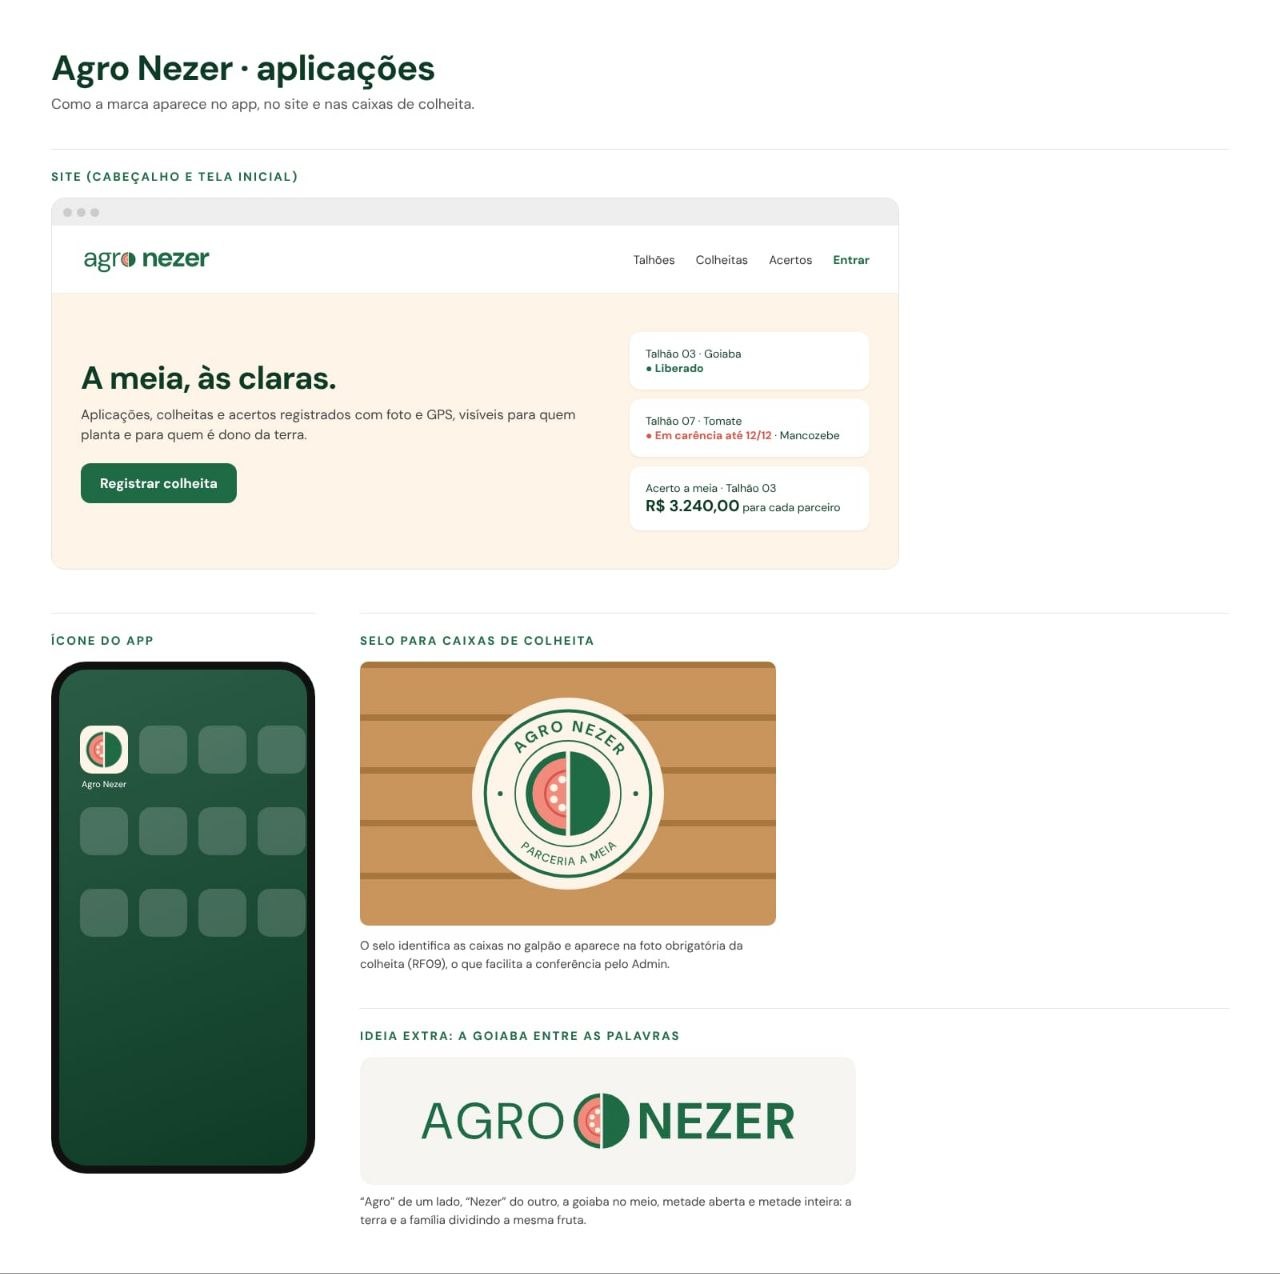 Agro Nezer · aplicações
Como a marca aparece no app, no site e nas caixas de colheita.
SITE (CABEÇALHO E TELA INICIAL)
agro nezer
Talhões Colheitas Acertos Entrar
A meia, às claras.
Aplicações, colheitas e acertos registrados com foto e GPS, visíveis para quem
planta e para quem é dono da terra.
Registrar colheita
Talhão 03 · Goiaba
● Liberado
Talhão 07 · Tomate
● Em carência até 12/12 · Mancozebe
Acerto a meia · Talhão 03
R$ 3.240,00 para cada parceiro
ÍCONE DO APP
Agro Nezer
SELO PARA CAIXAS DE COLHEITA
AGRO NEZER
PARCERIA A MEIA
O selo identifica as caixas no galpão e aparece na foto obrigatória da
colheita (RF09), o que facilita a conferência pelo Admin.
IDEIA EXTRA: A GOIABA ENTRE AS PALAVRAS
AGRO NEZER
“Agro” de um lado, “Nezer” do outro, a goiaba no meio, metade aberta e metade inteira: a
terra e a família dividindo a mesma fruta.